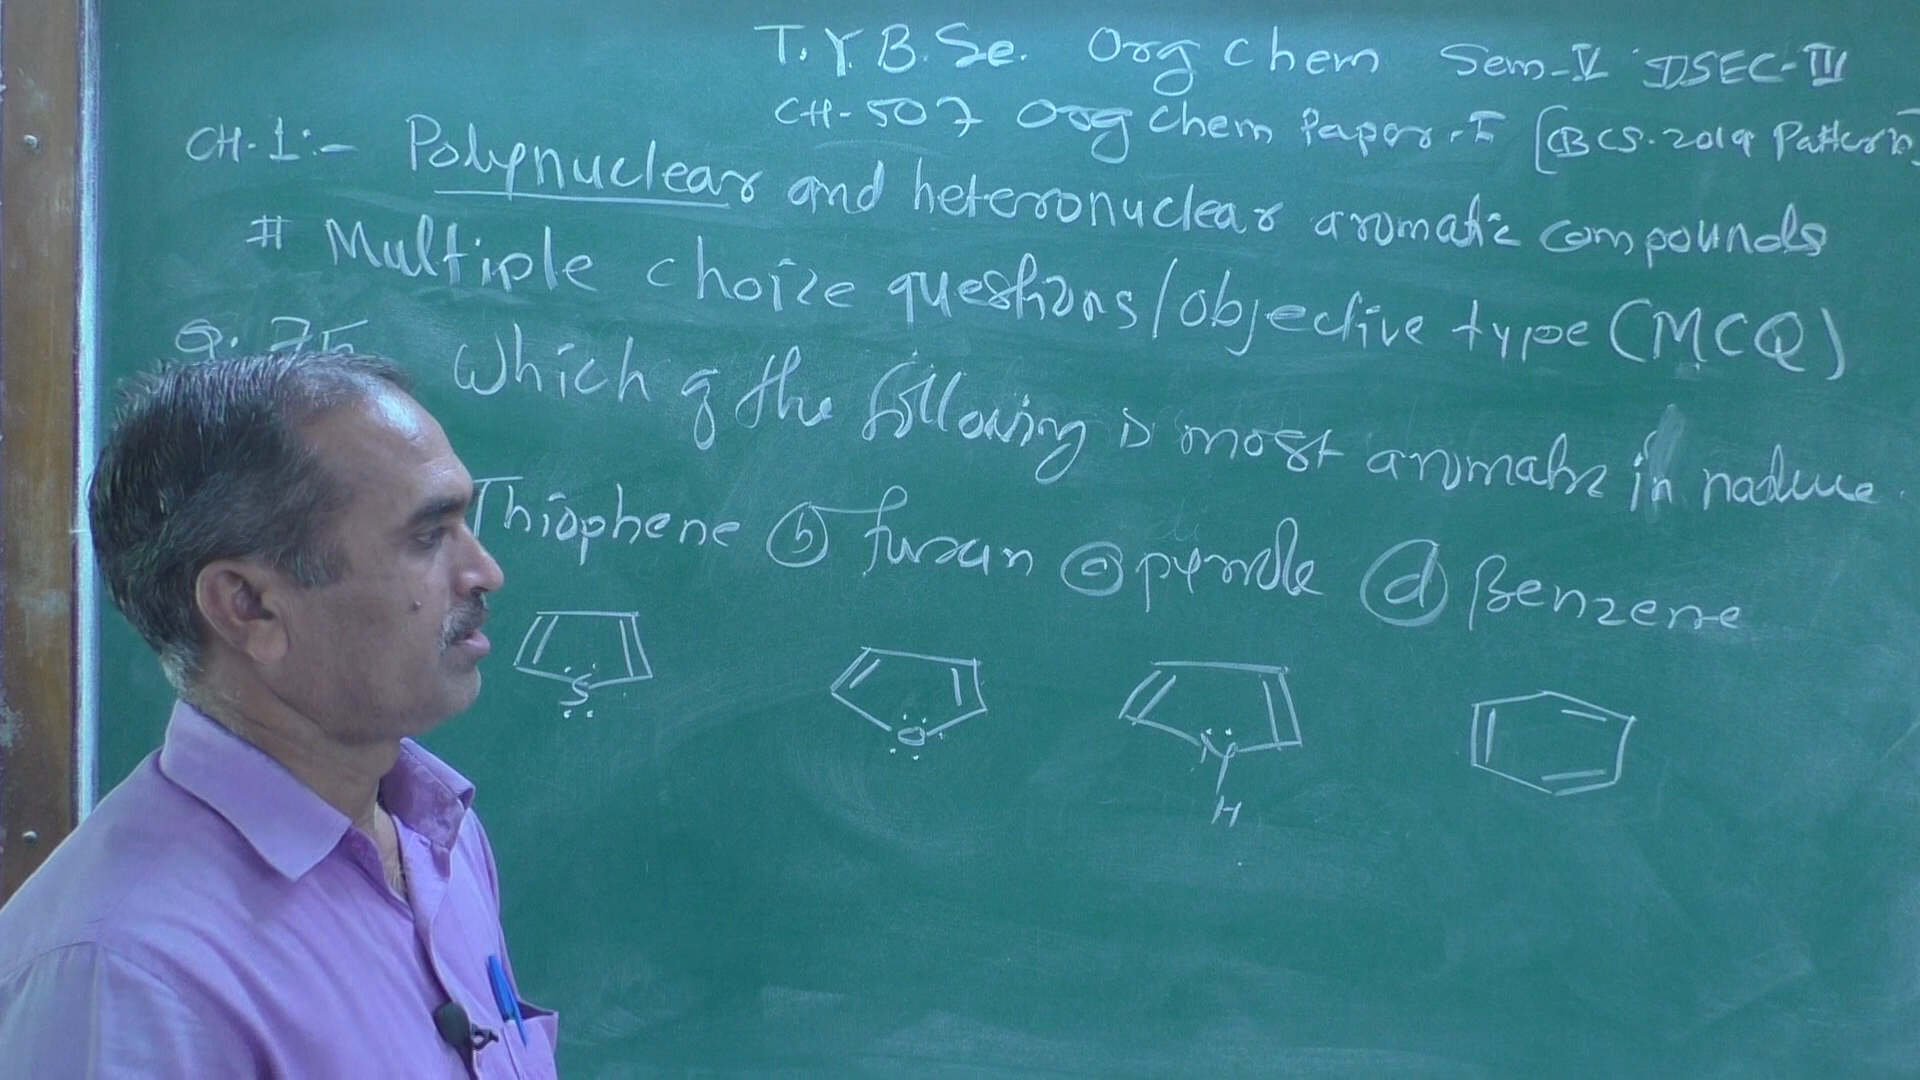 T.Y.B.Sc. Org Chem Sem-V DSEC-III
CH-507 Org Chem Paper-I [CBCS-2019 Pattern]
CH.1:- Polynuclear and heteronuclear aromatic compounds
# Multiple choice questions/objective type (MCQ)
Q. 75 Which of the following is most aromatic in nature.
Thiophene (b) furan (c) pyrrole (d) Benzene
S O N
H